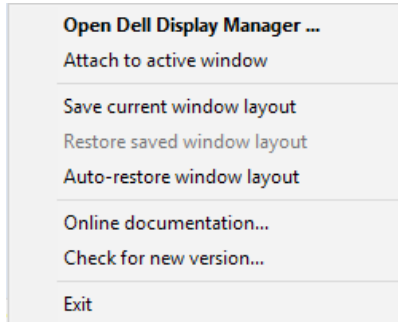 Open Dell Display Manager ...
Attach to active window
Save current window layout
Restore saved window layout
Auto-restore window layout
Online documentation...
Check for new version...
Exit